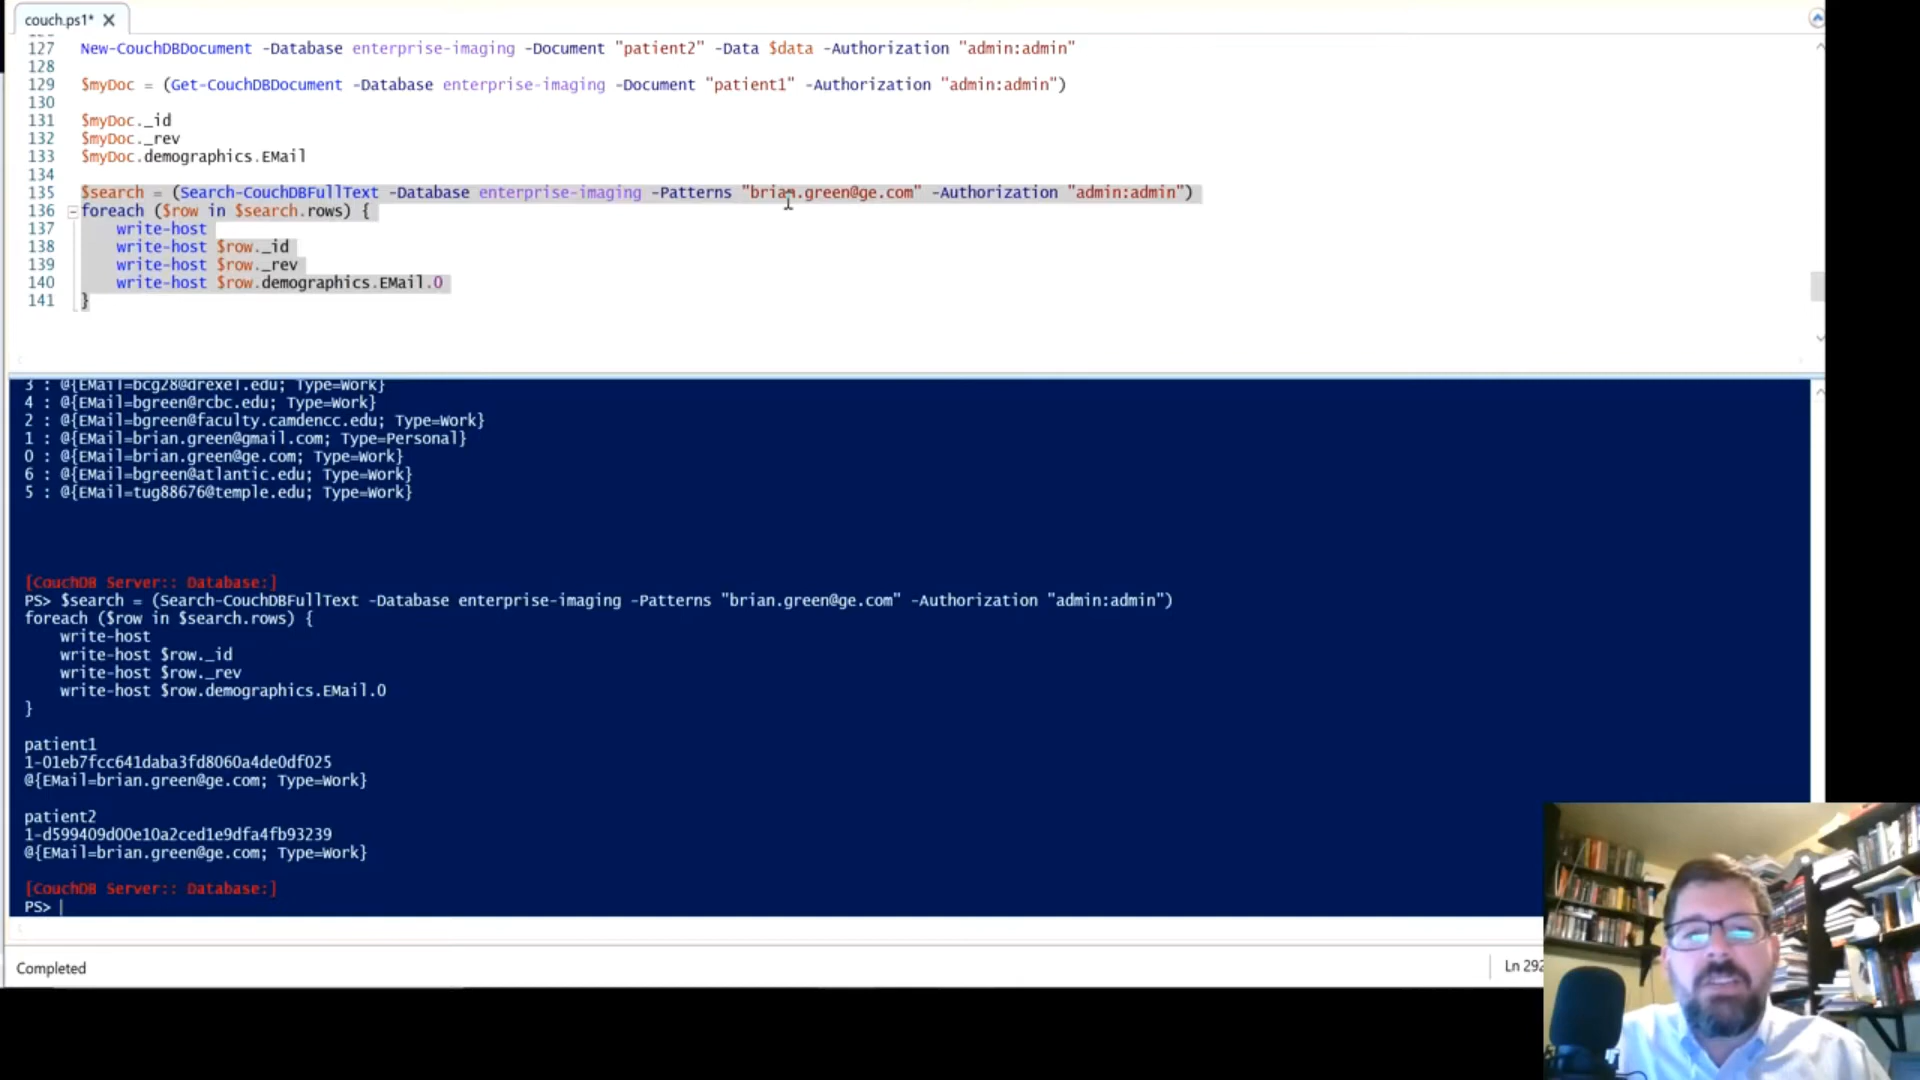 couch.ps1*
127 New-CouchDBDocument -Database enterprise-imaging -Document "patient2" -Data $data -Authorization "admin:admin"
128
129 $myDoc = (Get-CouchDBDocument -Database enterprise-imaging -Document "patient1" -Authorization "admin:admin")
130
131 $myDoc._id
132 $myDoc._rev
133 $myDoc.demographics.EMail
134
135 $search = (Search-CouchDBFullText -Database enterprise-imaging -Patterns "brian.green@ge.com" -Authorization "admin:admin")
136 foreach ($row in $search.rows) {
137 write-host
138 write-host $row._id
139 write-host $row._rev
140 write-host $row.demographics.EMail.0
141 }
3 : @{EMail=bcg28@drexel.edu; Type=Work}
4 : @{EMail=bgreen@rcbc.edu; Type=Work}
2 : @{EMail=bgreen@faculty.camdencc.edu; Type=Work}
1 : @{EMail=brian.green@gmail.com; Type=Personal}
0 : @{EMail=brian.green@ge.com; Type=Work}
6 : @{EMail=bgreen@atlantic.edu; Type=Work}
5 : @{EMail=tug88676@temple.edu; Type=Work}
[CouchDB Server:: Database:]
PS> $search = (Search-CouchDBFullText -Database enterprise-imaging -Patterns "brian.green@ge.com" -Authorization "admin:admin")
foreach ($row in $search.rows) {
write-host
write-host $row._id
write-host $row._rev
write-host $row.demographics.EMail.0
}
patient1
1-01eb7fcc641daba3fd8060a4de0df025
@{EMail=brian.green@ge.com; Type=Work}
patient2
1-d599409d00e10a2ced1e9dfa4fb93239
@{EMail=brian.green@ge.com; Type=Work}
[CouchDB Server:: Database:]
PS>
Completed
Ln 292